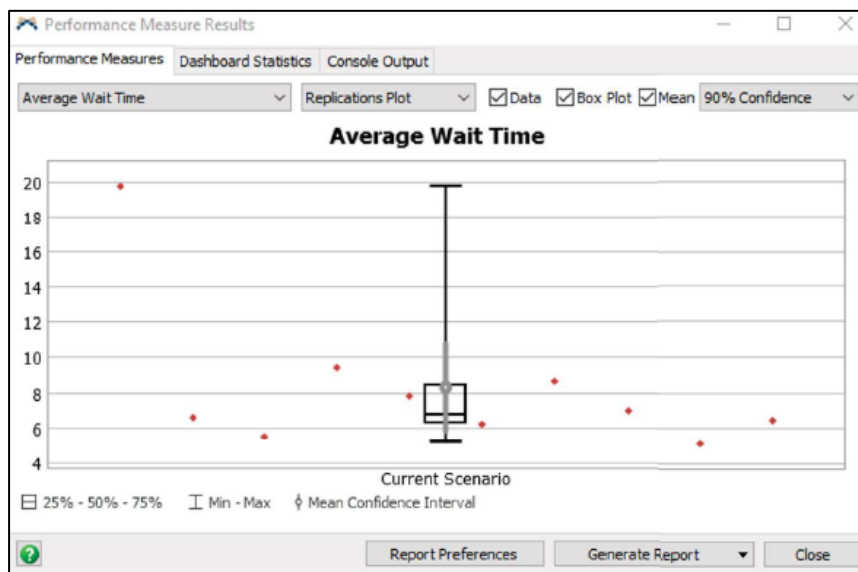 Performance Measure Results
Performance Measures Dashboard Statistics Console Output
Average Wait Time Replications Plot Data Box Plot Mean 90% Confidence
Average Wait Time
20
18
16
14
12
10
8
6
4
Current Scenario
25% - 50% - 75% Min - Max Mean Confidence Interval
? Report Preferences Generate Report Close